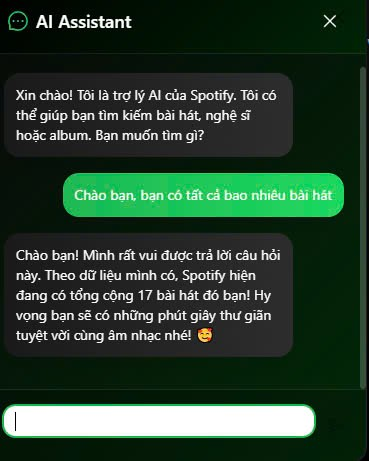 AI Assistant
Xin chào! Tôi là trợ lý AI của Spotify. Tôi có
thể giúp bạn tìm kiếm bài hát, nghệ sĩ
hoặc album. Bạn muốn tìm gì?
Chào bạn, bạn có tất cả bao nhiêu bài hát
Chào bạn! Mình rất vui được trả lời câu hỏi
này. Theo dữ liệu mình có, Spotify hiện
đang có tổng cộng 17 bài hát đó bạn! Hy
vọng bạn sẽ có những phút giây thư giãn
tuyệt vời cùng âm nhạc nhé! 🥰